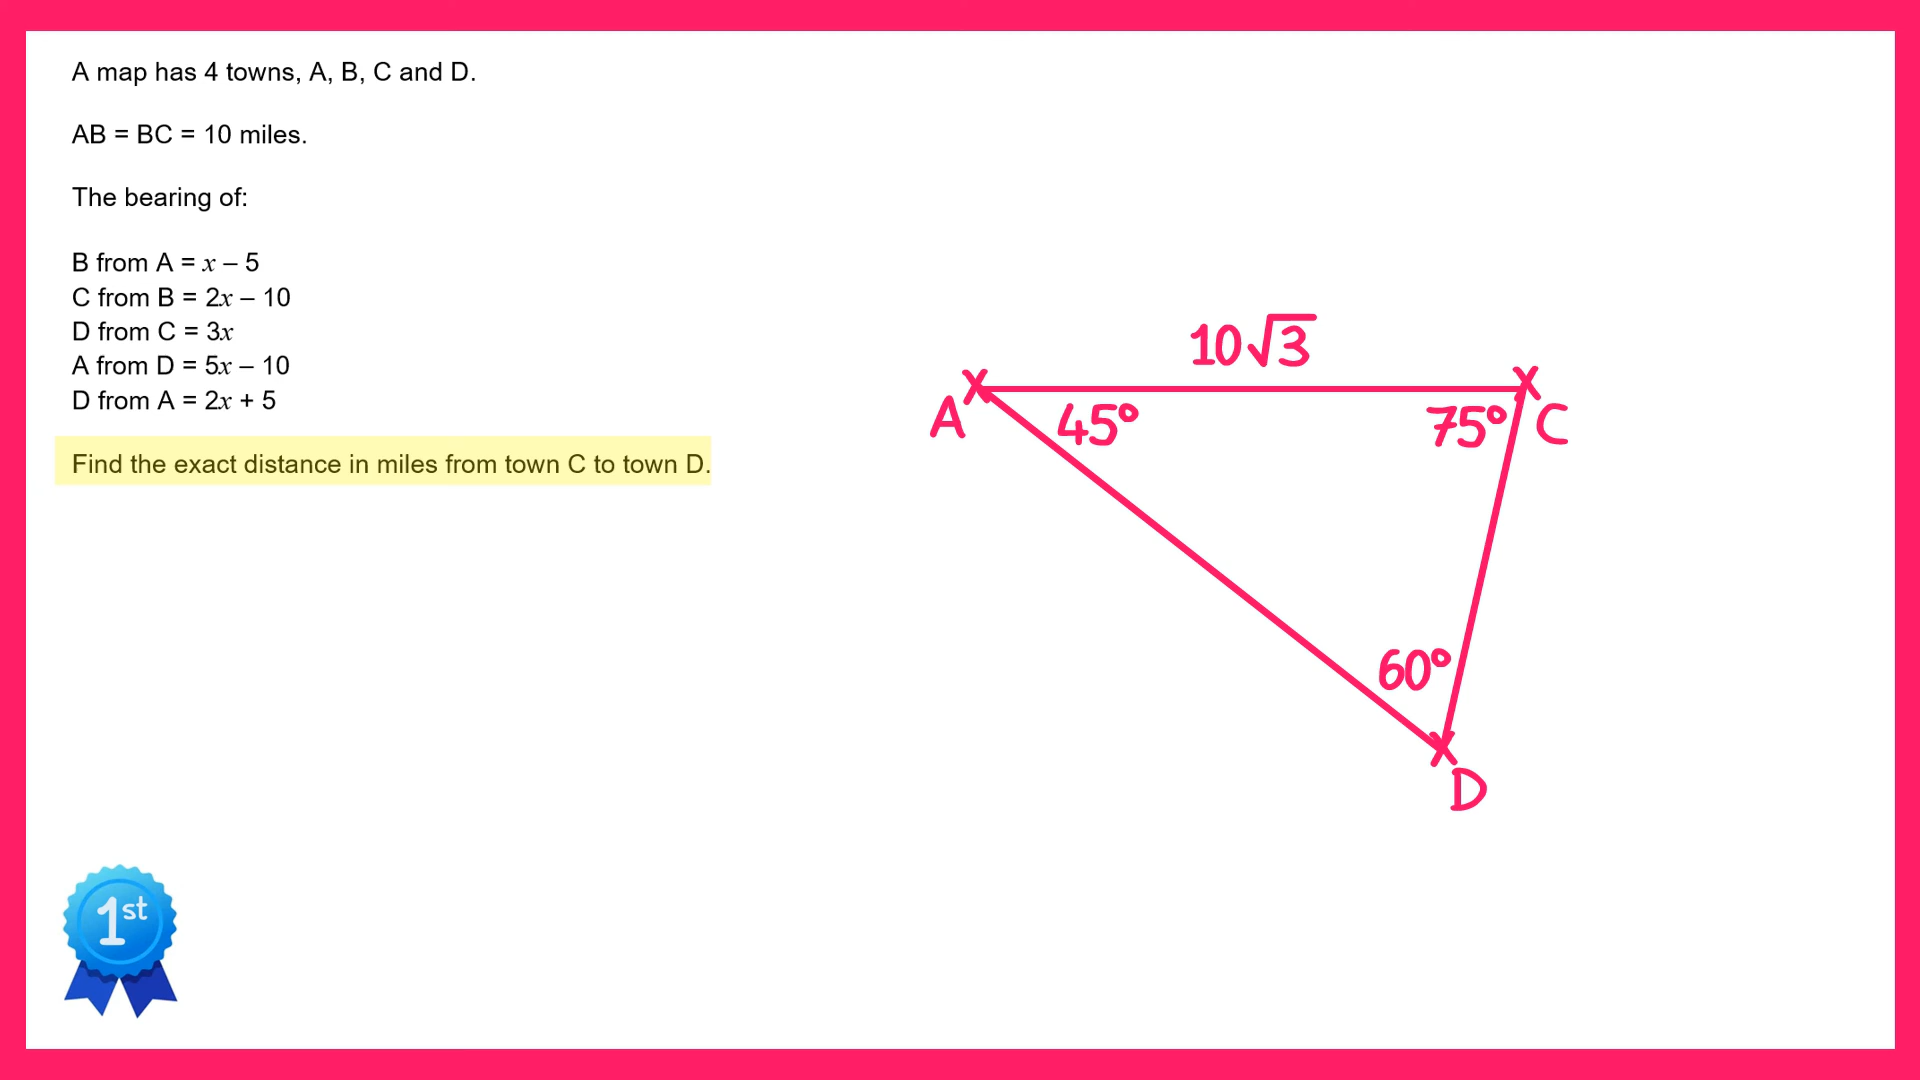 A map has 4 towns, A, B, C and D.
AB = BC = 10 miles.
The bearing of:
B from A = x – 5
C from B = 2x – 10
D from C = 3x
A from D = 5x – 10
D from A = 2x + 5
Find the exact distance in miles from town C to town D.
10√3
A
45°
75°
C
60°
D
1st